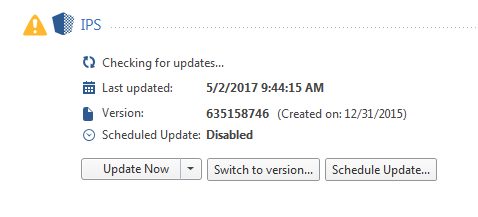 IPS
Checking for updates...
Last updated: 5/2/2017 9:44:15 AM
Version: 635158746 (Created on: 12/31/2015)
Scheduled Update: Disabled
Update Now Switch to version... Schedule Update...